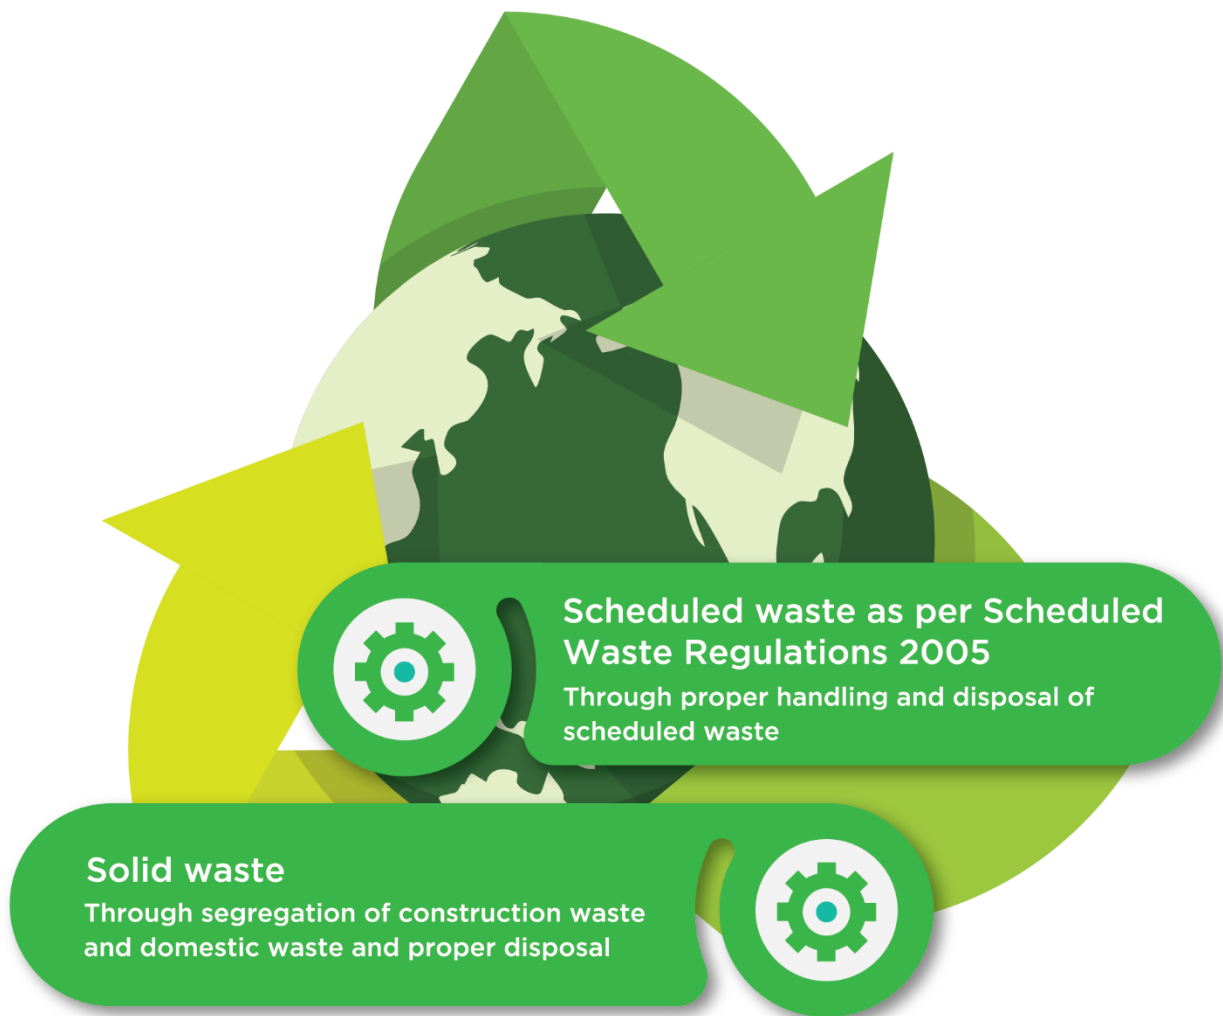 Scheduled waste as per Scheduled
Waste Regulations 2005
Through proper handling and disposal of
scheduled waste
Solid waste
Through segregation of construction waste
and domestic waste and proper disposal